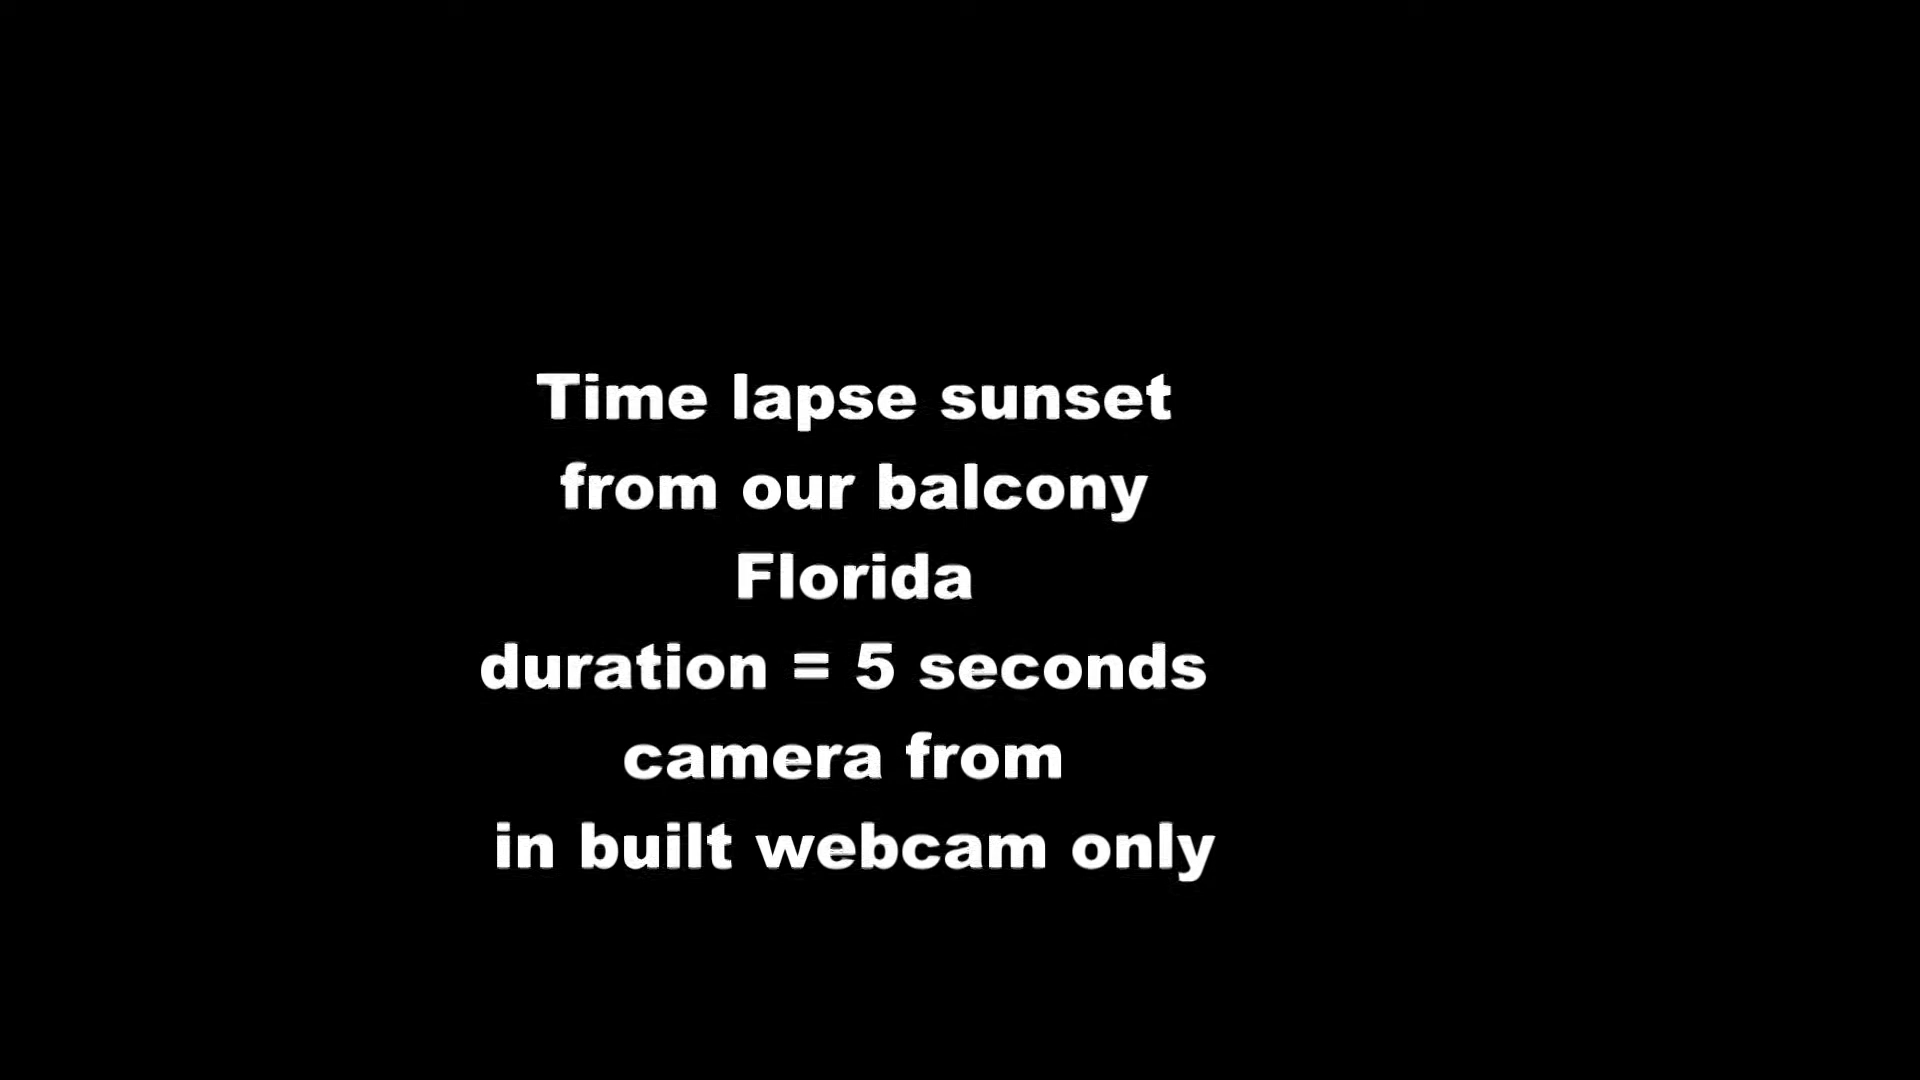 Time lapse sunset
from our balcony
Florida
duration = 5 seconds
camera from
in built webcam only